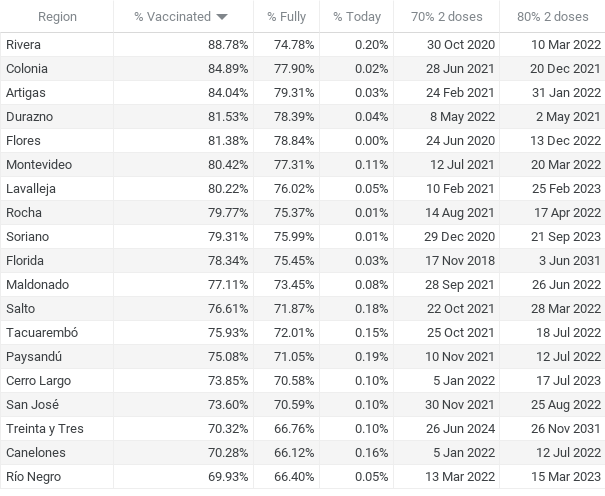 Region % Vaccinated % Fully % Today 70% 2 doses 80% 2 doses
Rivera 88.78% 74.78% 0.20% 30 Oct 2020 10 Mar 2022
Colonia 84.89% 77.90% 0.02% 28 Jun 2021 20 Dec 2021
Artigas 84.04% 79.31% 0.03% 24 Feb 2021 31 Jan 2022
Durazno 81.53% 78.39% 0.04% 8 May 2022 2 May 2021
Flores 81.38% 78.84% 0.00% 24 Jun 2020 13 Dec 2022
Montevideo 80.42% 77.31% 0.11% 12 Jul 2021 20 Mar 2022
Lavalleja 80.22% 76.02% 0.05% 10 Feb 2021 25 Feb 2023
Rocha 79.77% 75.37% 0.01% 14 Aug 2021 17 Apr 2022
Soriano 79.31% 75.99% 0.01% 29 Dec 2020 21 Sep 2023
Florida 78.34% 75.45% 0.03% 17 Nov 2018 3 Jun 2031
Maldonado 77.11% 73.45% 0.08% 28 Sep 2021 26 Jun 2022
Salto 76.61% 71.87% 0.18% 22 Oct 2021 28 Mar 2022
Tacuarembó 75.93% 72.01% 0.15% 25 Oct 2021 18 Jul 2022
Paysandú 75.08% 71.05% 0.19% 10 Nov 2021 12 Jul 2022
Cerro Largo 73.85% 70.58% 0.10% 5 Jan 2022 17 Jul 2023
San José 73.60% 70.59% 0.10% 30 Nov 2021 25 Aug 2022
Treinta y Tres 70.32% 66.76% 0.10% 26 Jun 2024 26 Nov 2031
Canelones 70.28% 66.12% 0.16% 5 Jan 2022 12 Jul 2022
Río Negro 69.93% 66.40% 0.05% 13 Mar 2022 15 Mar 2023